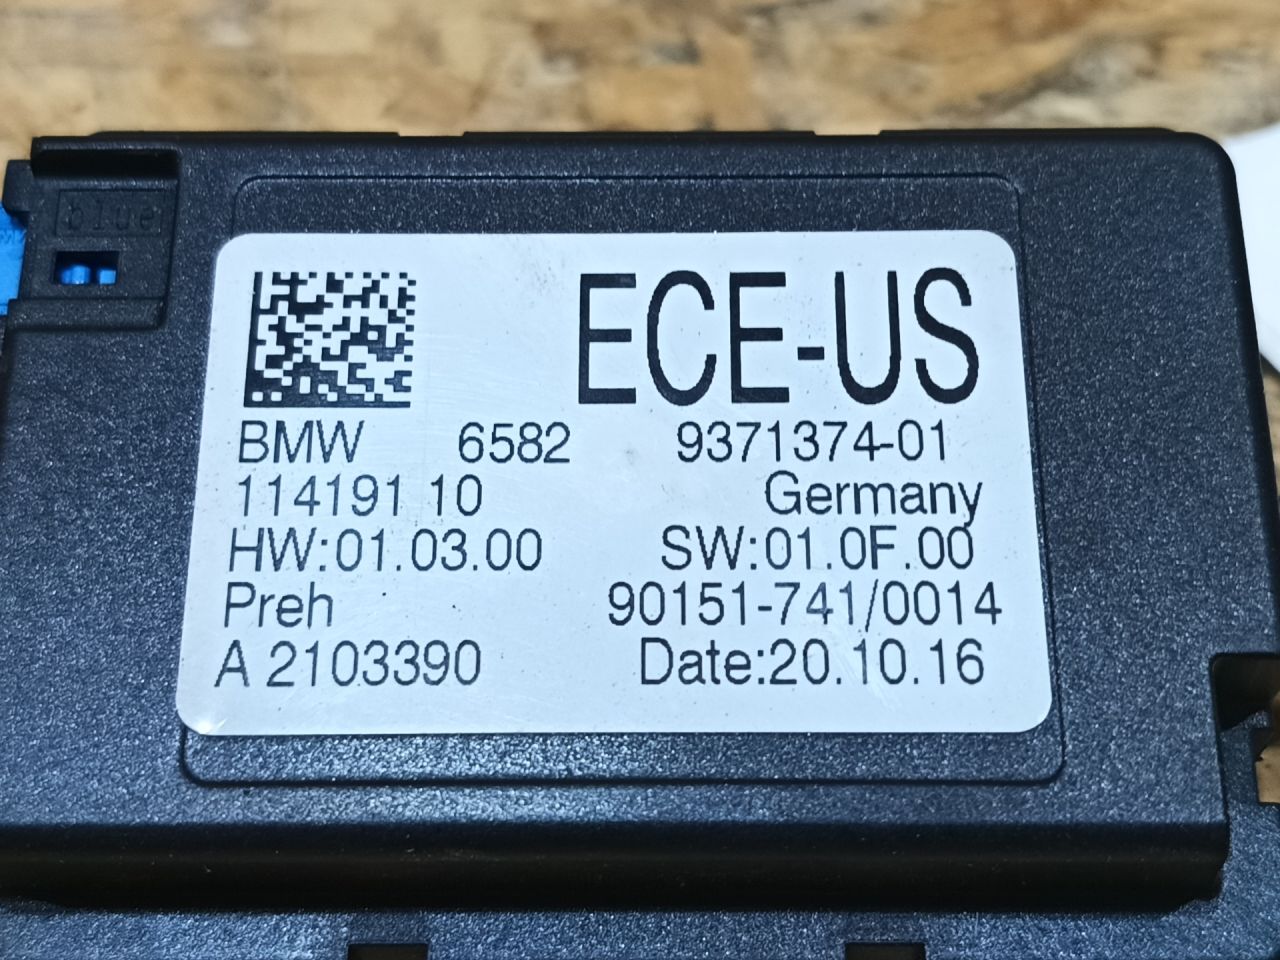 blue
ECE-US
BMW 6582 9371374-01
114191 10 Germany
HW:01.03.00 SW:01.0F.00
Preh 90151-741/0014
A 2103390 Date:20.10.16